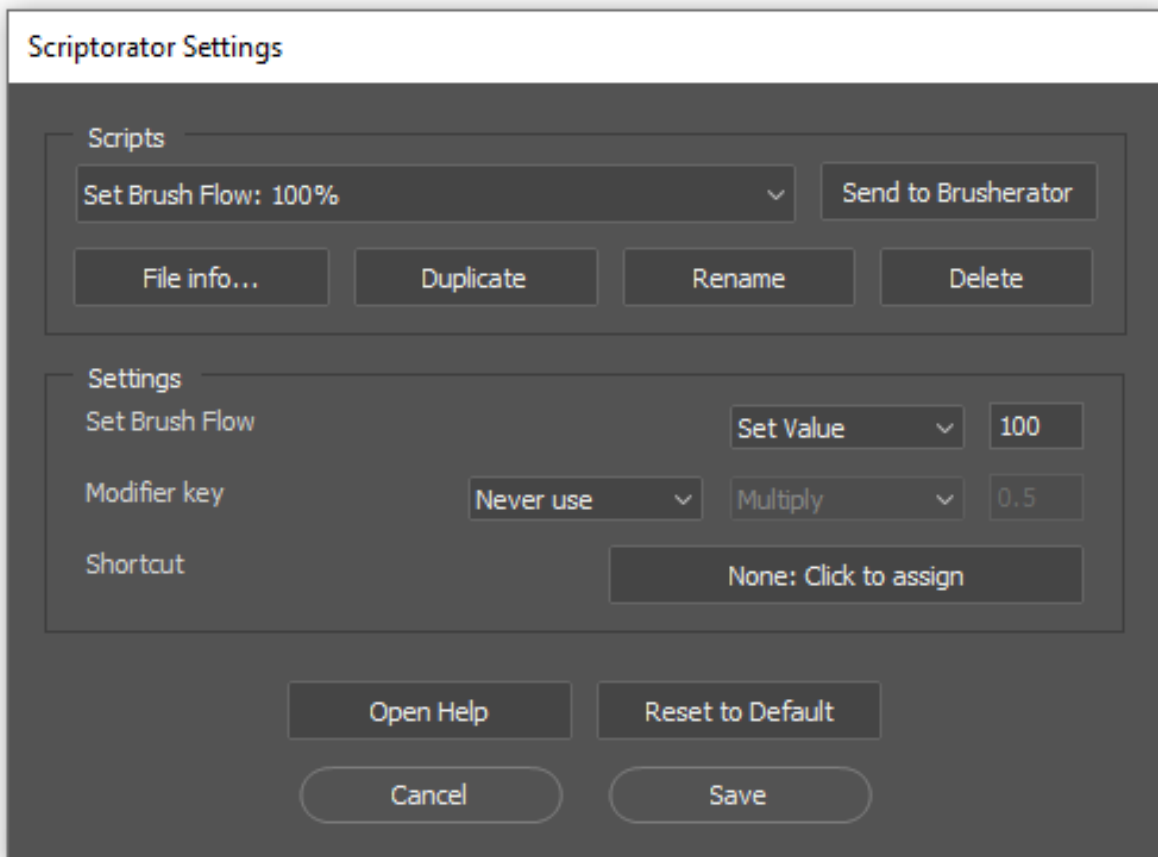 Scriptorator Settings
Scripts
Set Brush Flow: 100%
Send to Brusherator
File info...
Duplicate
Rename
Delete
Settings
Set Brush Flow
Set Value
100
Modifier key
Never use
Multiply
0.5
Shortcut
None: Click to assign
Open Help
Reset to Default
Cancel
Save